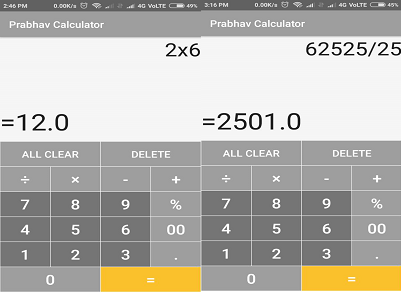 2:46 PM 0.00K/s 4G VoLTE 49%
Prabhav Calculator
2x6
=12.0
ALL CLEAR DELETE
÷ × - +
7 8 9 %
4 5 6 00
1 2 3 .
0 =
3:16 PM 0.00K/s 4G VoLTE 45%
Prabhav Calculator
62525/25
=2501.0
ALL CLEAR DELETE
÷ × - +
7 8 9 %
4 5 6 00
1 2 3 .
0 =